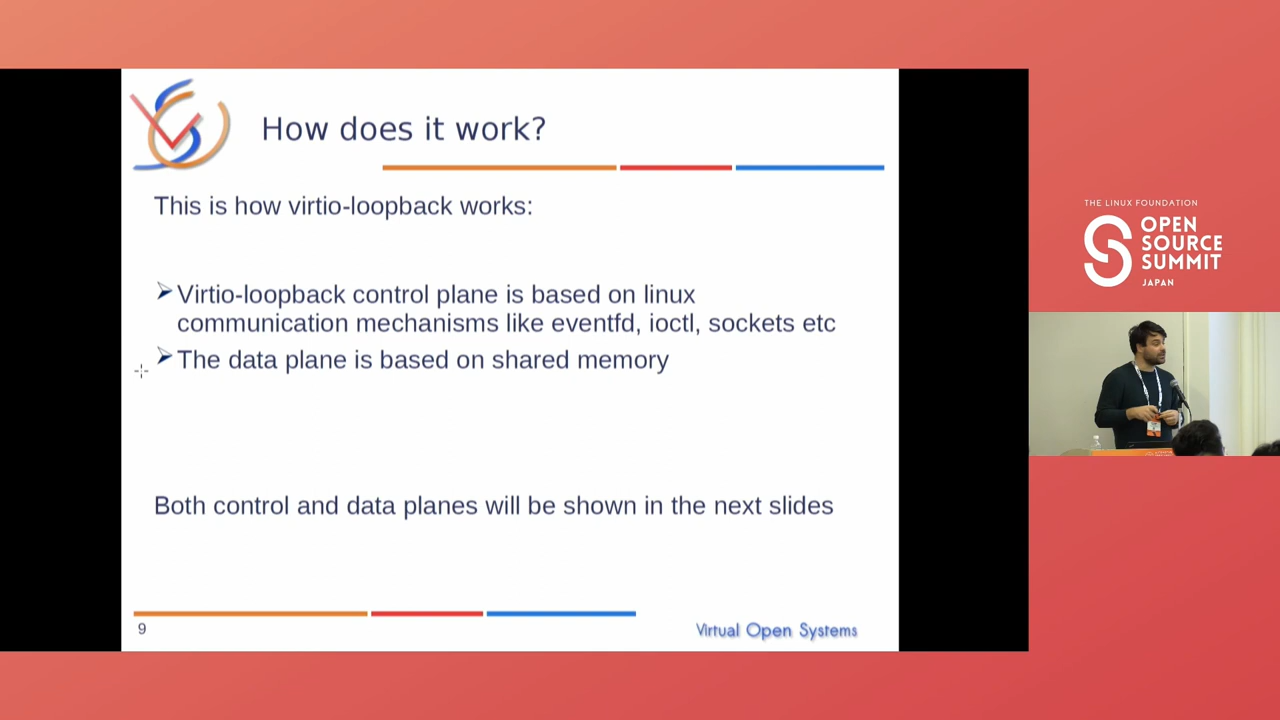 How does it work?
This is how virtio-loopback works:
Virtio-loopback control plane is based on linux
communication mechanisms like eventfd, ioctl, sockets etc
The data plane is based on shared memory
Both control and data planes will be shown in the next slides
9
Virtual Open Systems
THE LINUX FOUNDATION
OPEN
SOURCE
SUMMIT
JAPAN